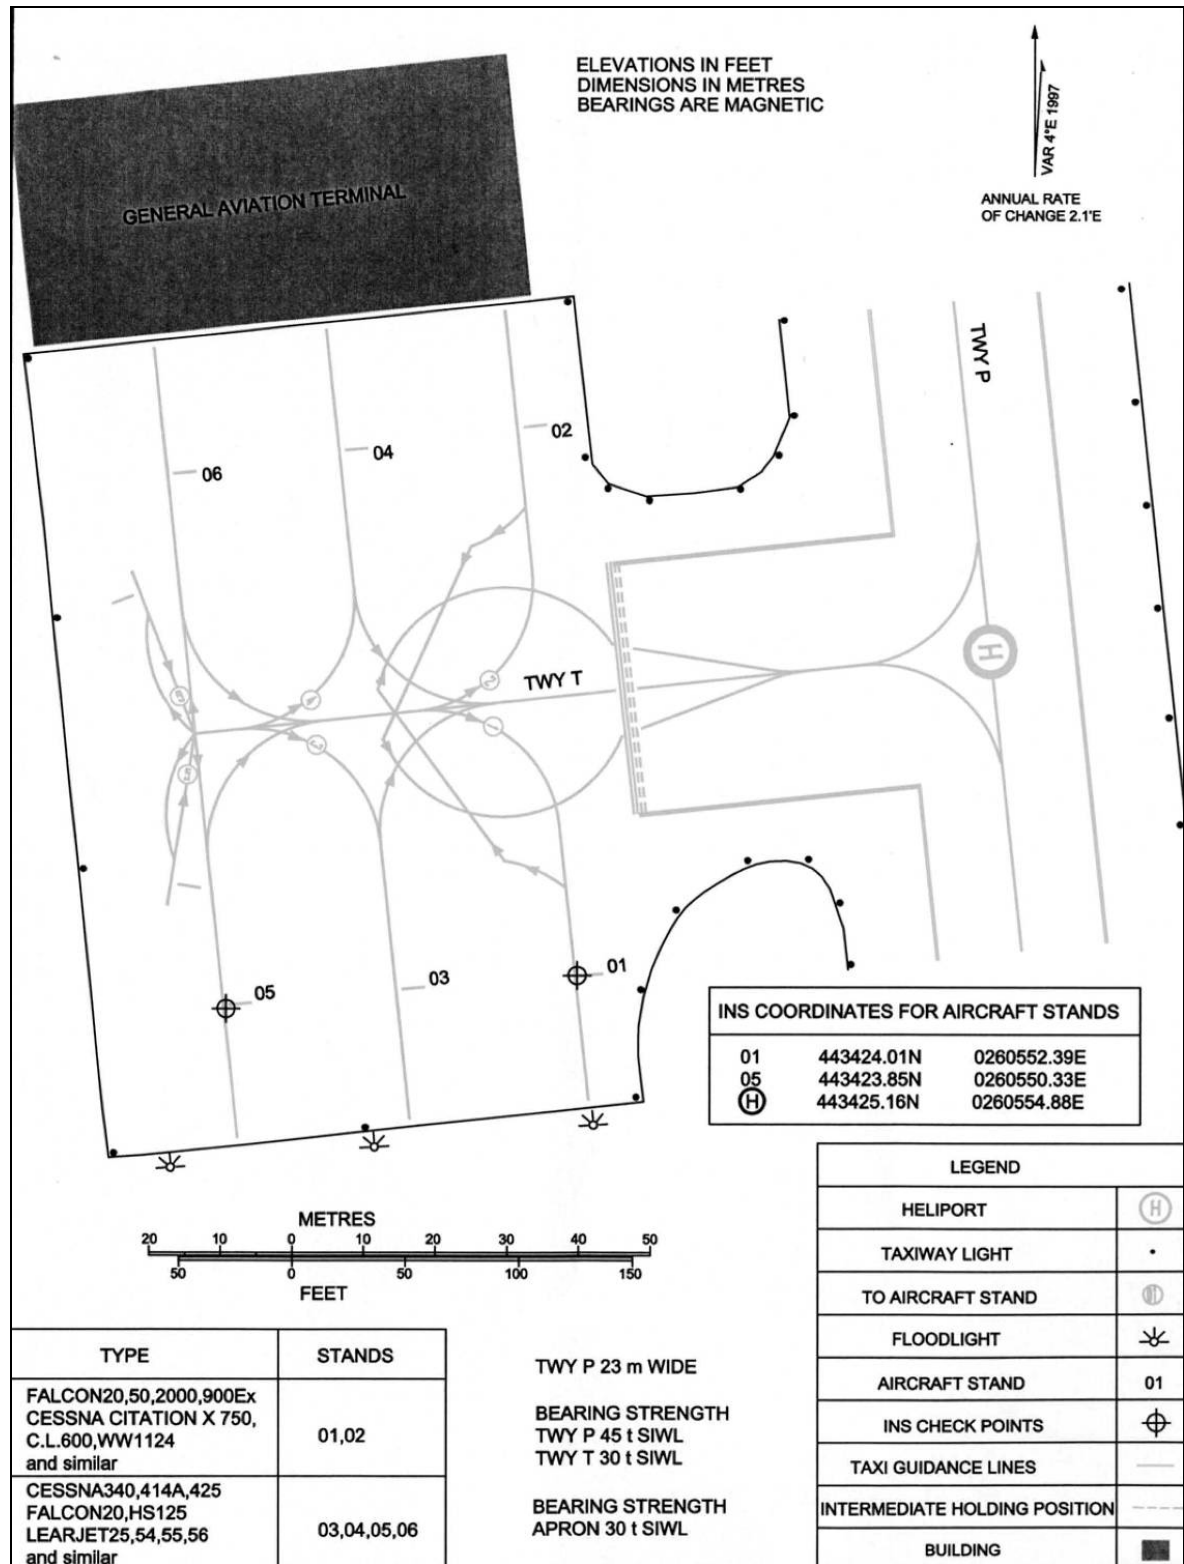 ELEVATIONS IN FEET
DIMENSIONS IN METRES
BEARINGS ARE MAGNETIC
VAR 4°E 1997
ANNUAL RATE
OF CHANGE 2.1'E
GENERAL AVIATION TERMINAL
TWY P
02
04
06
TWY T
H
6
4
2
1
3
5
01
03
05
INS COORDINATES FOR AIRCRAFT STANDS
01 443424.01N 0260552.39E
05 443423.85N 0260550.33E
H 443425.16N 0260554.88E
METRES
20 10 0 10 20 30 40 50
50 0 50 100 150
FEET
LEGEND
HELIPORT H
TAXIWAY LIGHT
TO AIRCRAFT STAND
FLOODLIGHT
AIRCRAFT STAND 01
INS CHECK POINTS
TAXI GUIDANCE LINES
INTERMEDIATE HOLDING POSITION
BUILDING
TYPE STANDS
FALCON20,50,2000,900Ex
CESSNA CITATION X 750,
C.L.600,WW1124
and similar
01,02
CESSNA340,414A,425
FALCON20,HS125
LEARJET25,54,55,56
and similar
03,04,05,06
TWY P 23 m WIDE
BEARING STRENGTH
TWY P 45 t SIWL
TWY T 30 t SIWL
BEARING STRENGTH
APRON 30 t SIWL